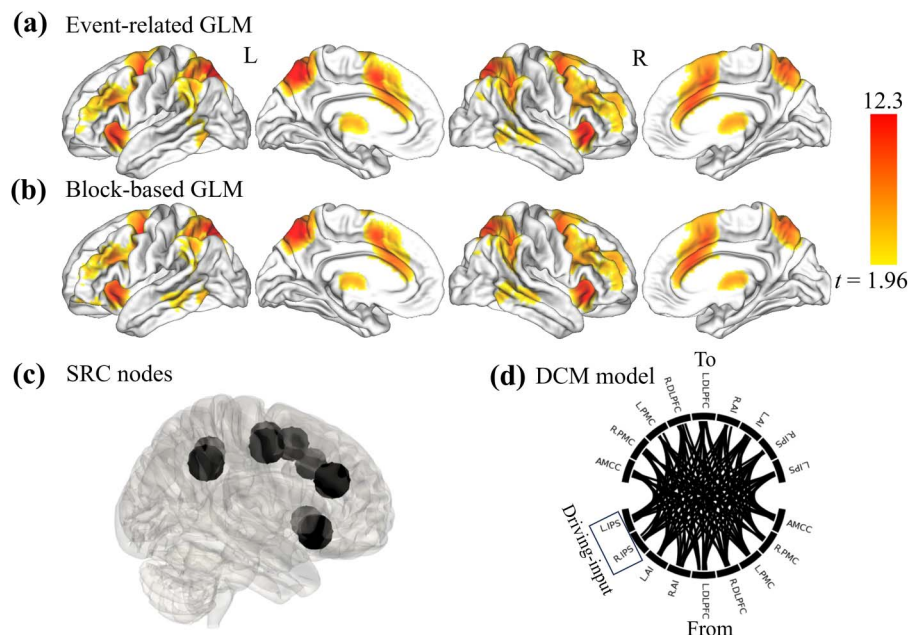 (a) Event-related GLM
L
R
12.3
(b) Block-based GLM
t = 1.96
(c) SRC nodes
(d) DCM model
To
AMCC
R.PMC
L.PMC
R.DLPFC
L.DLPFC
R.AI
L.AI
R.IPS
L.IPS
Driving-input
L.IPS
R.IPS
L.AI
R.AI
L.DLPFC
R.DLPFC
L.PMC
R.PMC
AMCC
From